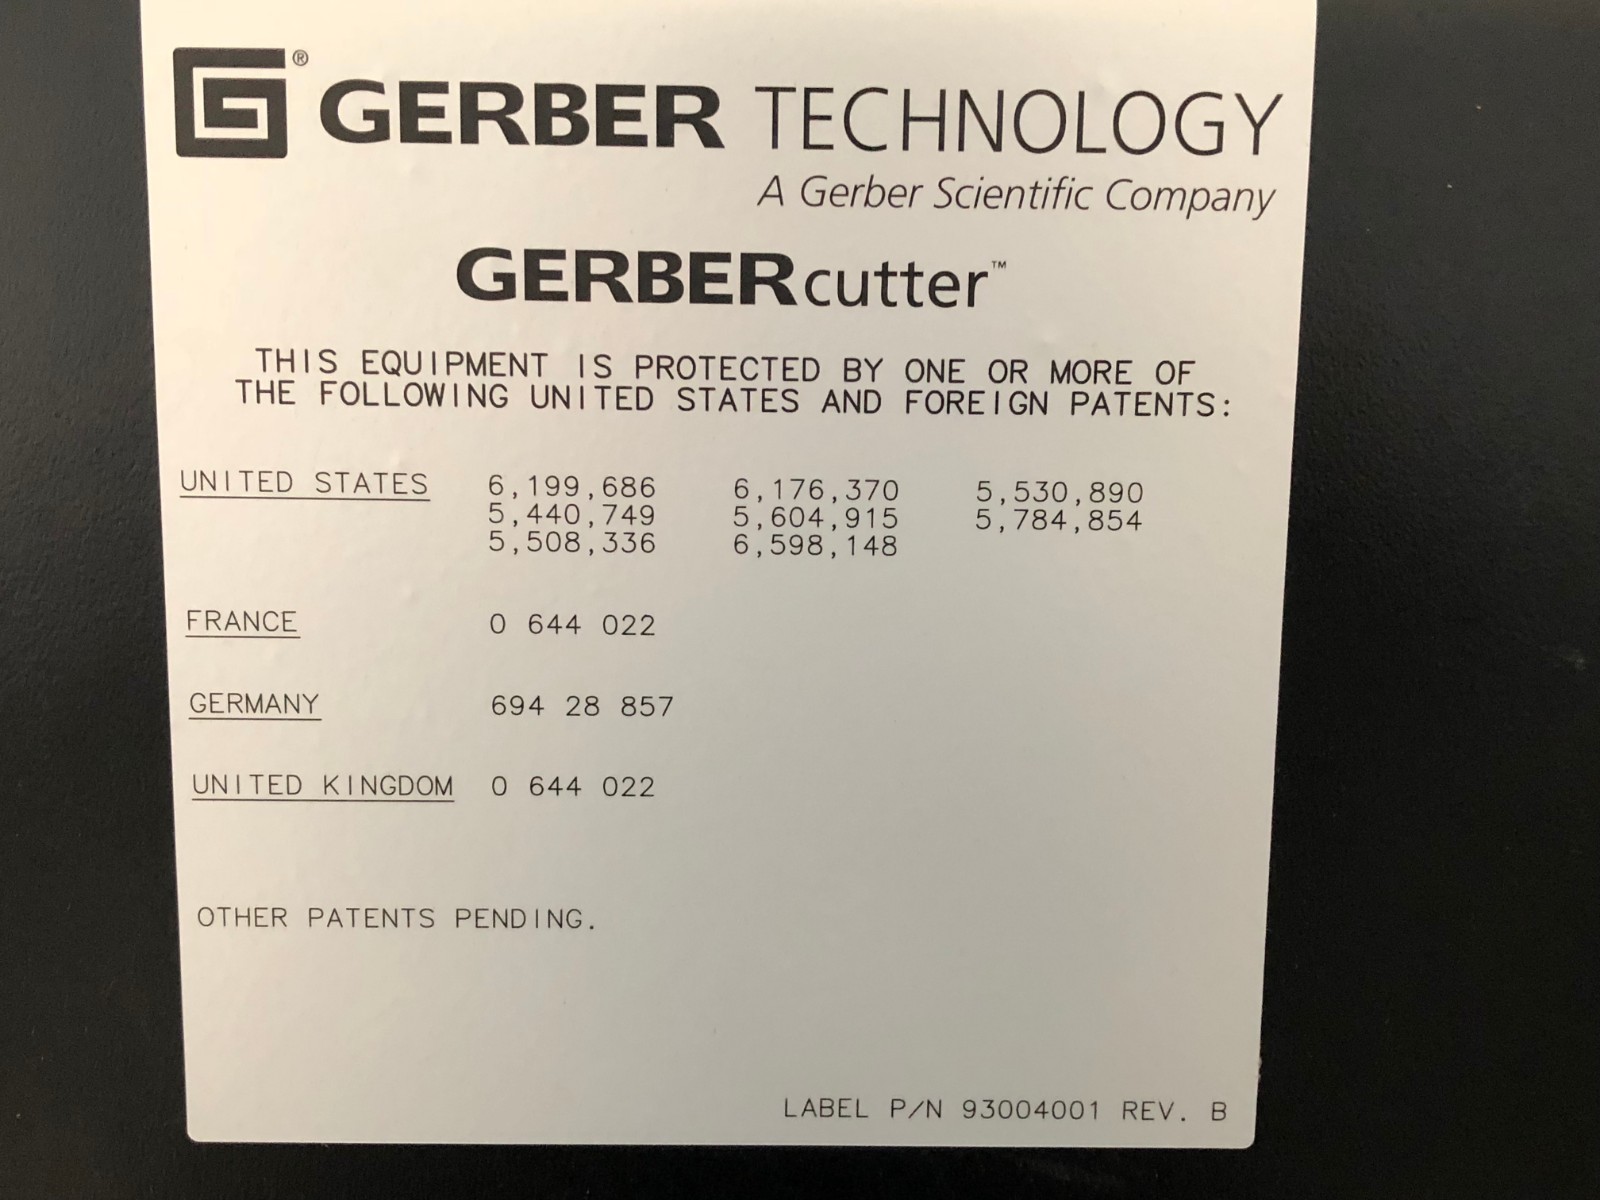 ® GERBER TECHNOLOGY
A Gerber Scientific Company
GERBERcutter™
THIS EQUIPMENT IS PROTECTED BY ONE OR MORE OF
THE FOLLOWING UNITED STATES AND FOREIGN PATENTS:
UNITED STATES 6,199,686 6,176,370 5,530,890
5,440,749 5,604,915 5,784,854
5,508,336 6,598,148
FRANCE 0 644 022
GERMANY 694 28 857
UNITED KINGDOM 0 644 022
OTHER PATENTS PENDING.
LABEL P/N 93004001 REV. B